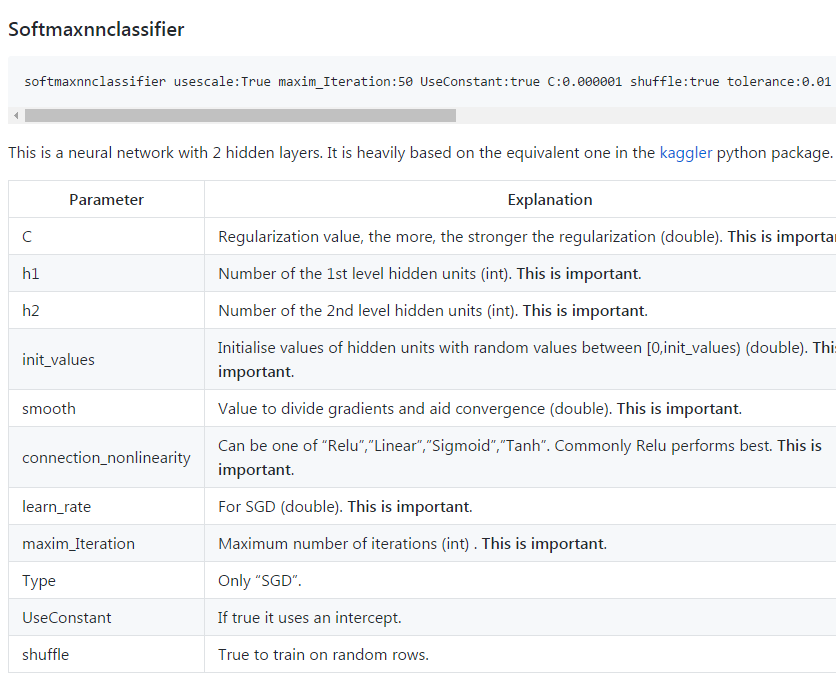 Softmaxnnclassifier
softmaxnnclassifier usescale:True maxim_Iteration:50 UseConstant:true C:0.000001 shuffle:true tolerance:0.01
This is a neural network with 2 hidden layers. It is heavily based on the equivalent one in the kaggler python package.
Parameter Explanation
C Regularization value, the more, the stronger the regularization (double). This is
h1 Number of the 1st level hidden units (int). This is important.
h2 Number of the 2nd level hidden units (int). This is important.
init_values Initialise values of hidden units with random values between [0,init_values) (double).
important.
smooth Value to divide gradients and aid convergence (double). This is important.
connection_nonlinearity Can be one of “Relu”,”Linear”,”Sigmoid”,”Tanh”. Commonly Relu performs best. This is
important.
learn_rate For SGD (double). This is important.
maxim_Iteration Maximum number of iterations (int) . This is important.
Type Only “SGD”.
UseConstant If true it uses an intercept.
shuffle True to train on random rows.